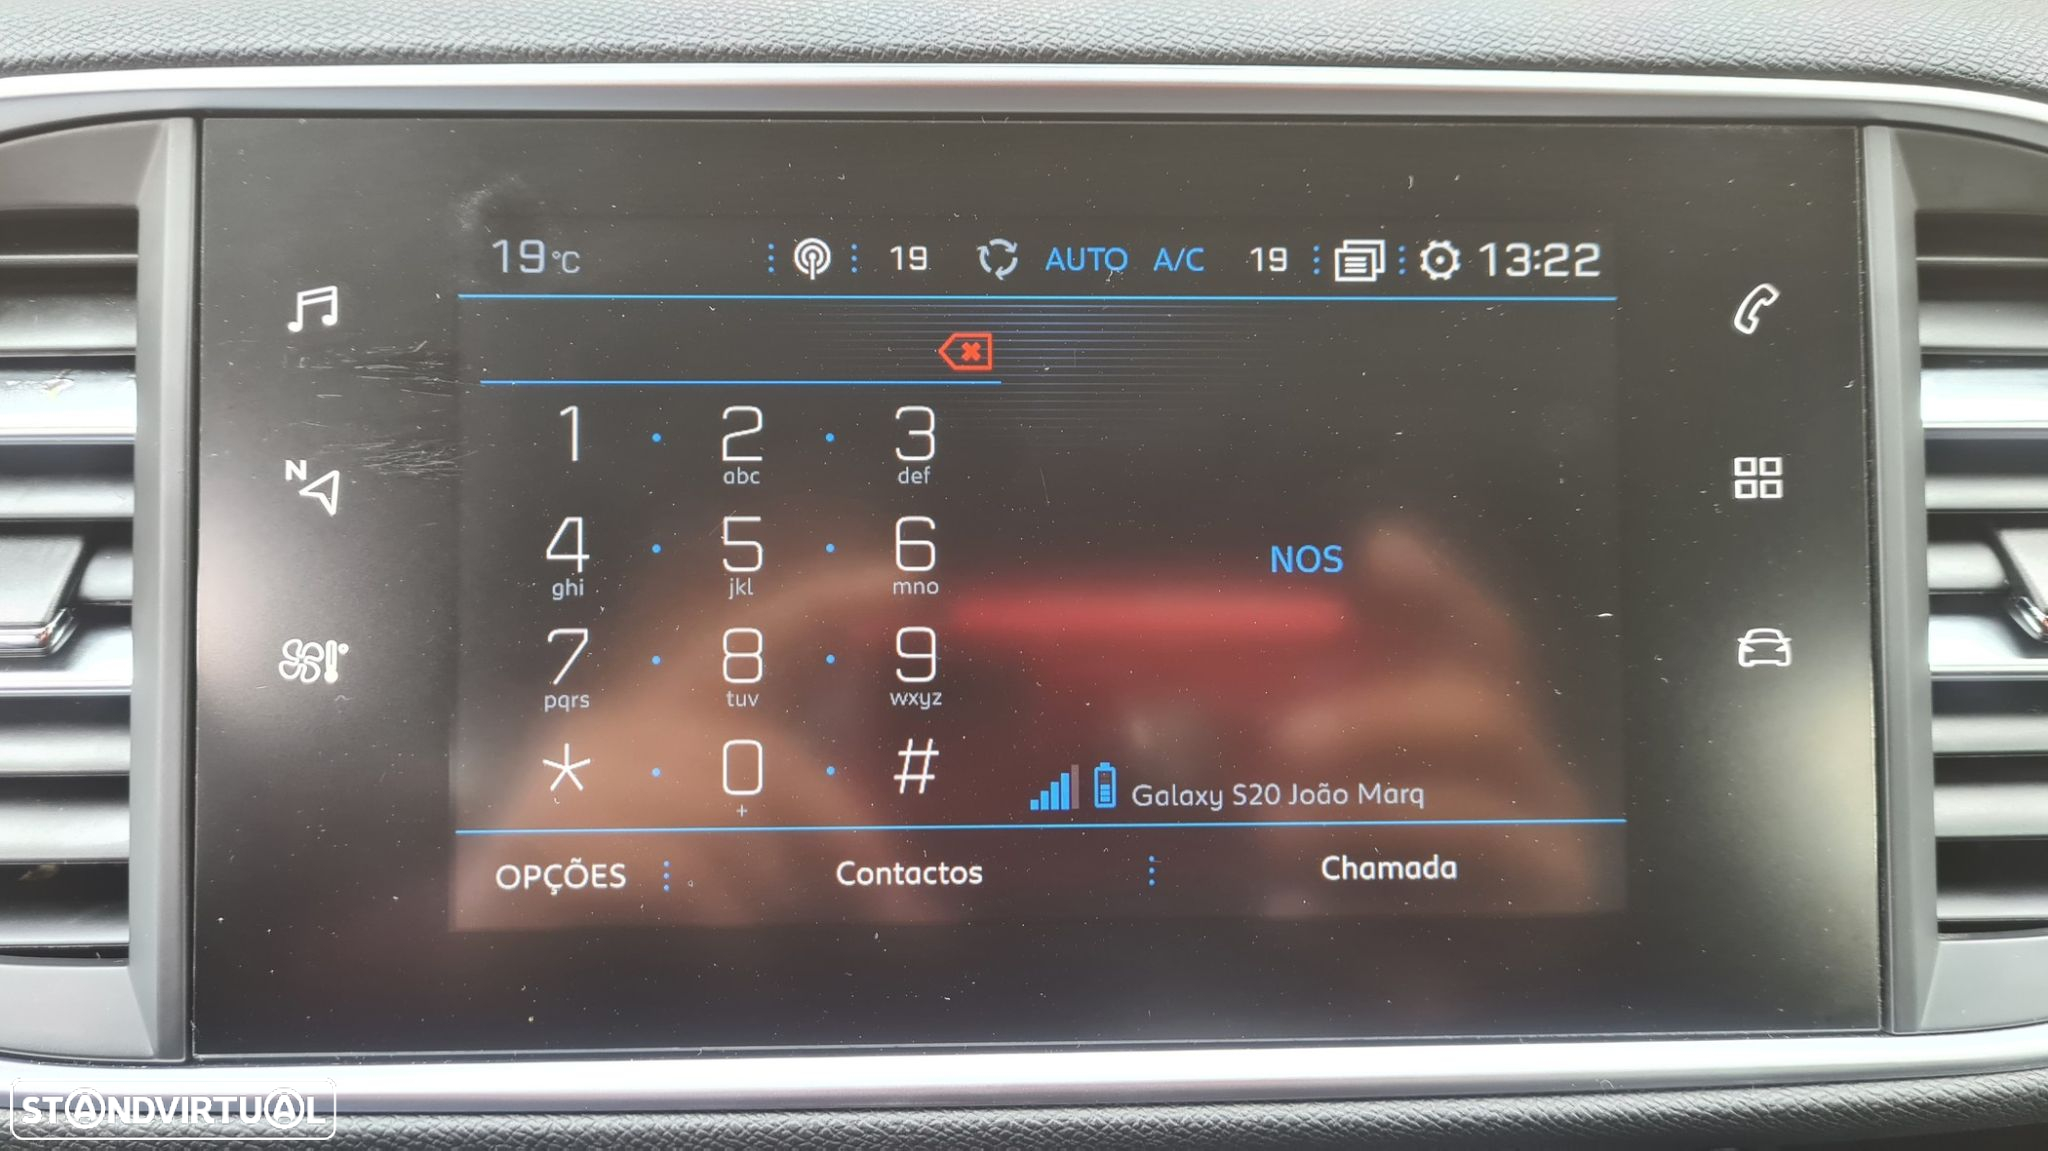 19°C 19 AUTO A/C 19 13:22
1 2 3
abc def
N
4 5 6
ghi jkl mno
NOS
7 8 9
pqrs tuv wxyz
* 0 #
+
Galaxy S20 João Marq
OPÇÕES Contactos Chamada
STANDVIRTUAL